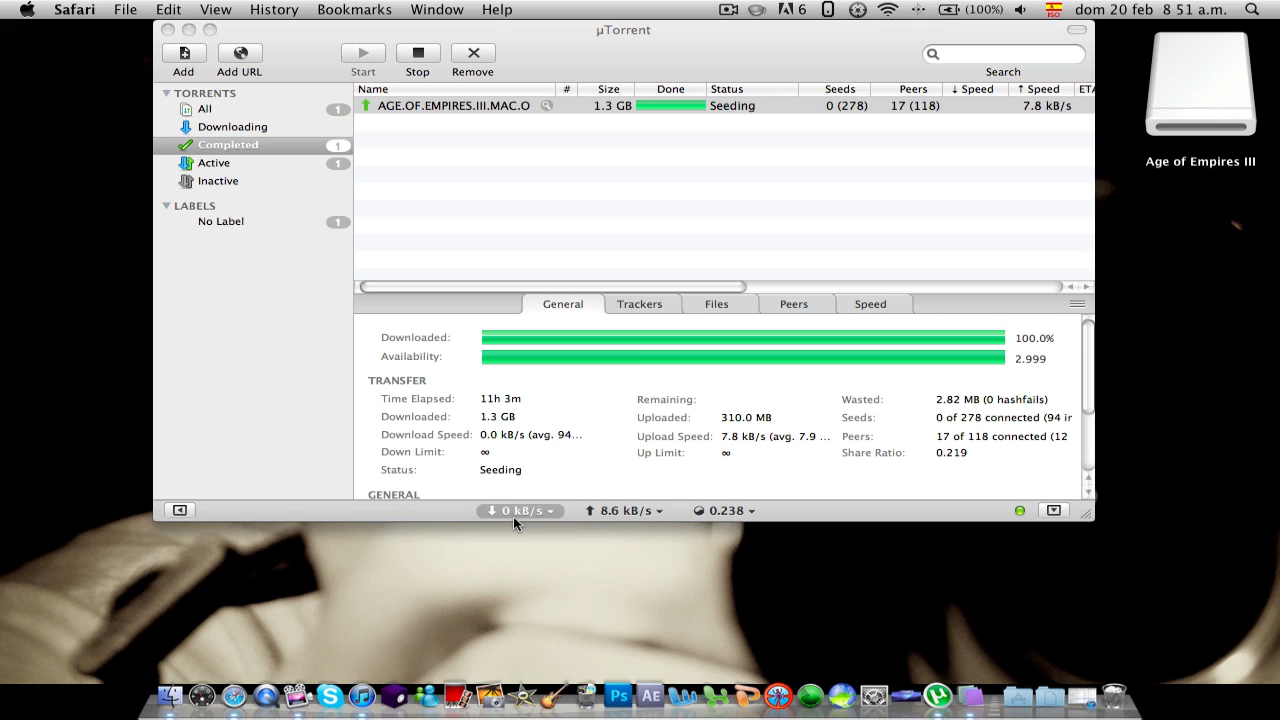 Safari File Edit View History Bookmarks Window Help 6 ISO (100%) dom 20 feb 8 51 a.m.
µTorrent
Add Add URL Start Stop Remove Search
TORRENTS
All 1
Downloading
Completed 1
Active 1
Inactive
LABELS
No Label 1
Name # Size Done Status Seeds Peers ↓ Speed ↑ Speed ETA
AGE.OF.EMPIRES.III.MAC.O 1.3 GB Seeding 0 (278) 17 (118) 7.8 kB/s
Age of Empires III
General Trackers Files Peers Speed
Downloaded: 100.0%
Availability: 2.999
TRANSFER
Time Elapsed: 11h 3m Remaining: Wasted: 2.82 MB (0 hashfails)
Downloaded: 1.3 GB Uploaded: 310.0 MB Seeds: 0 of 278 connected (94 in
Download Speed: 0.0 kB/s (avg. 94... Upload Speed: 7.8 kB/s (avg. 7.9 ... Peers: 17 of 118 connected (12
Down Limit: ∞ Up Limit: ∞ Share Ratio: 0.219
Status: Seeding
GENERAL
0 kB/s 8.6 kB/s 0.238
Ps AE